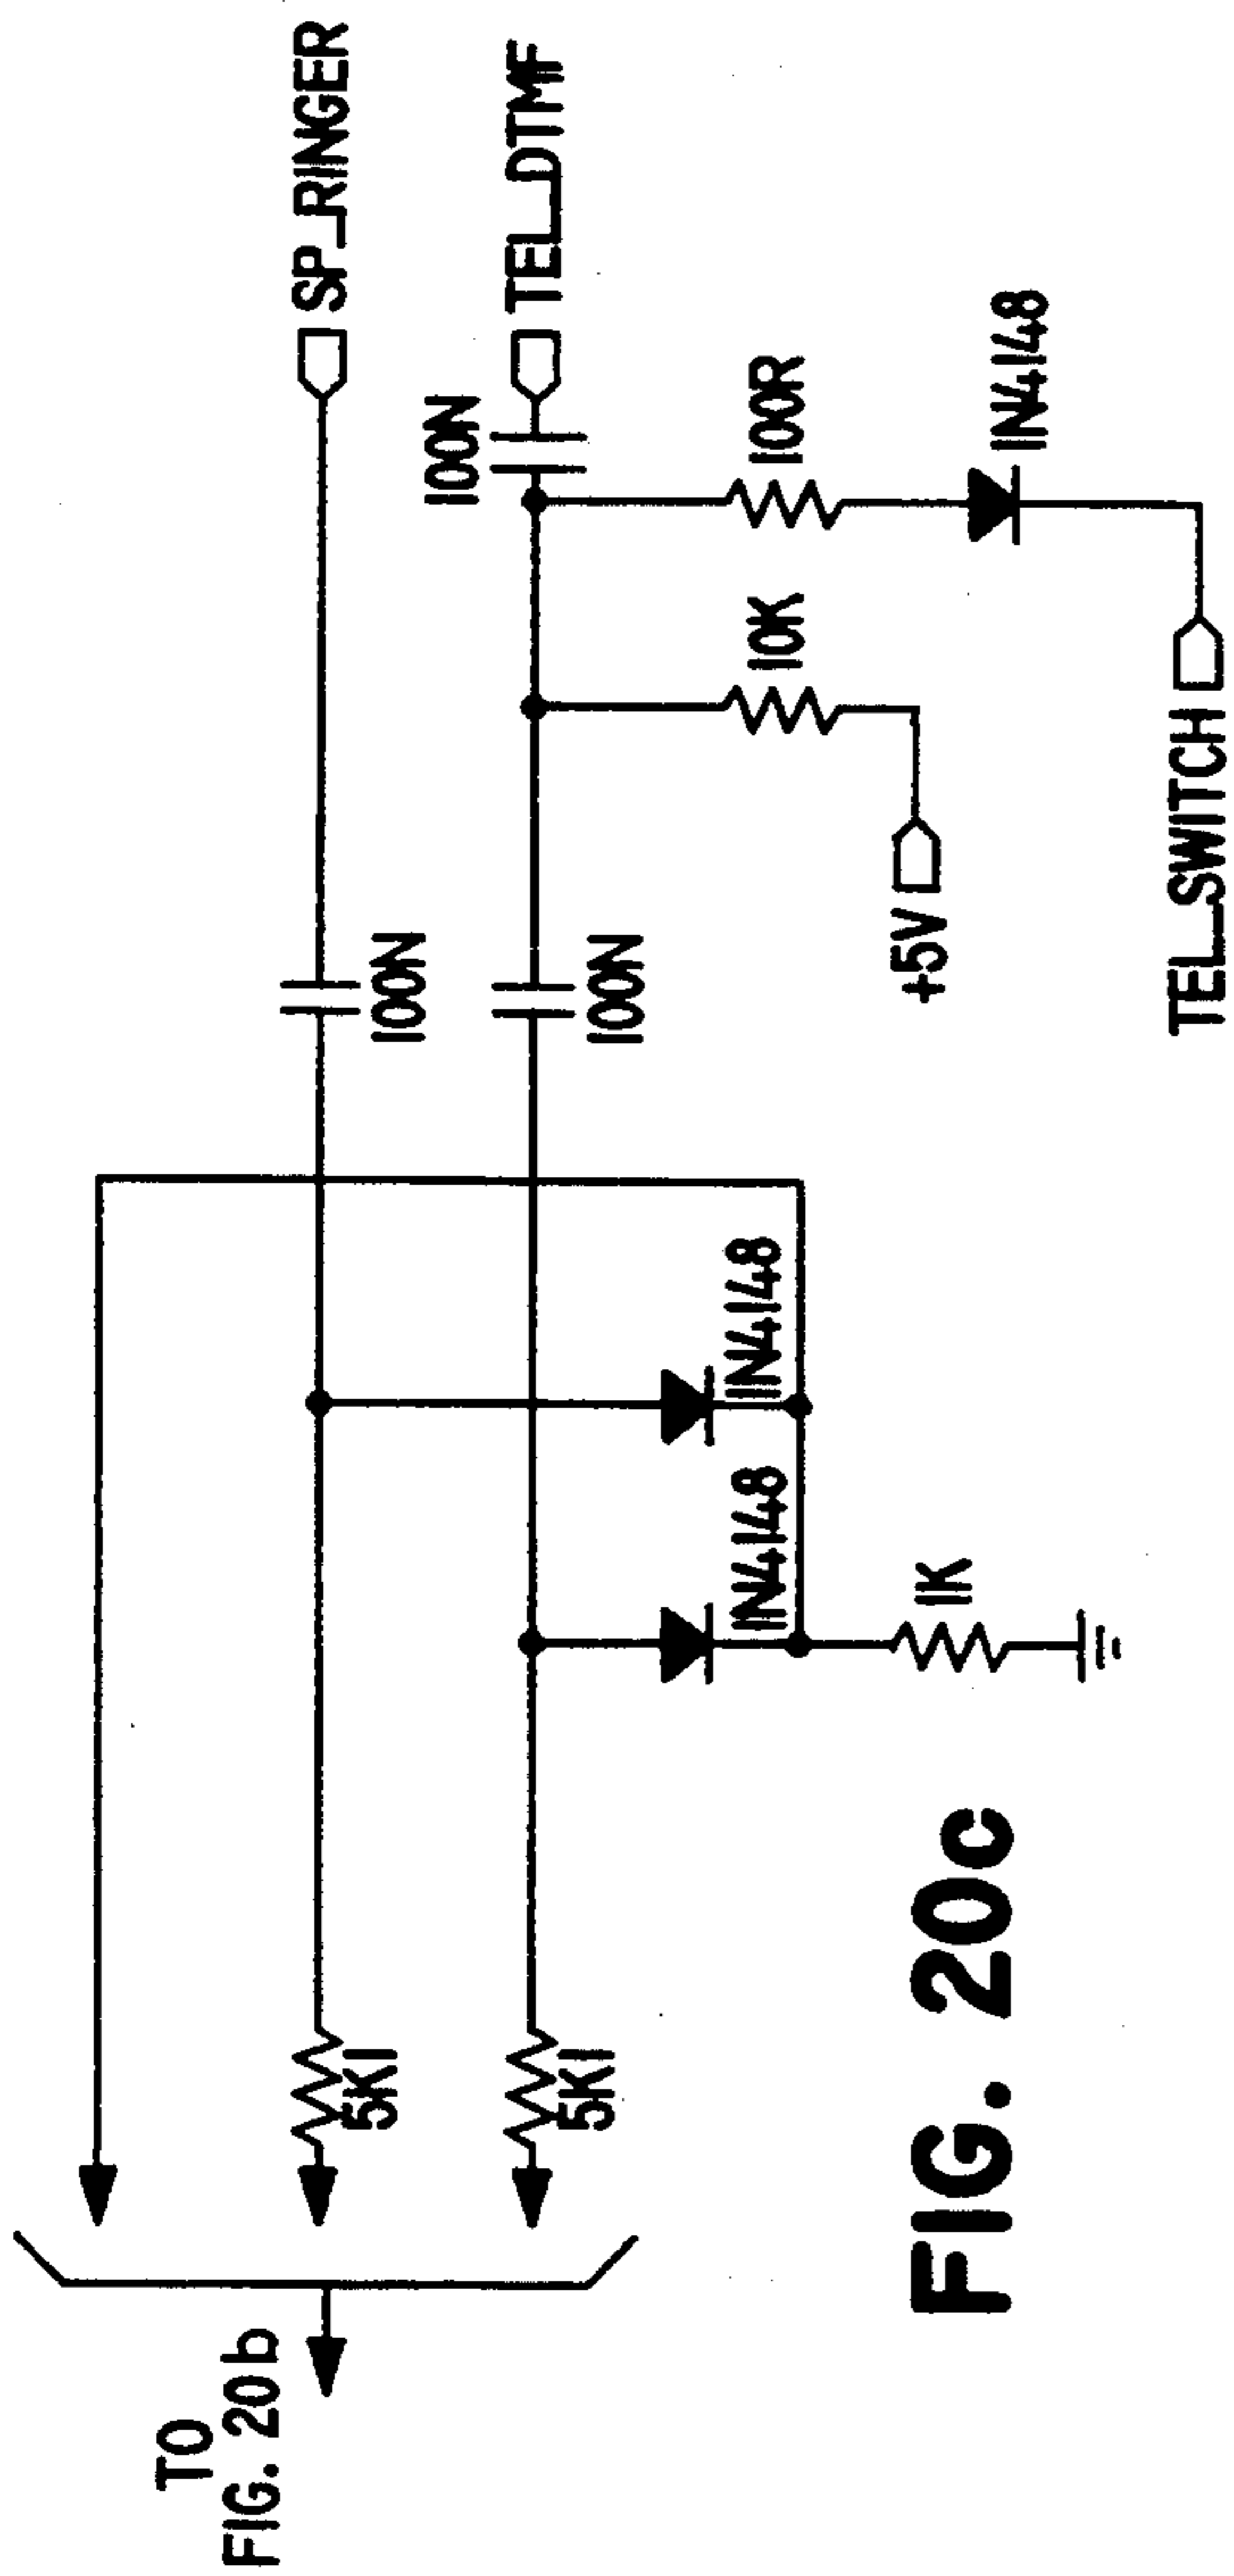 SP_RINGER
TEL_DTMF
100N
100R
1N4148
10K
100N
100N
+5V
TEL_SWITCH
1N4148
1N4148
1K
5K1
5K1
TO
FIG. 20b
FIG. 20c